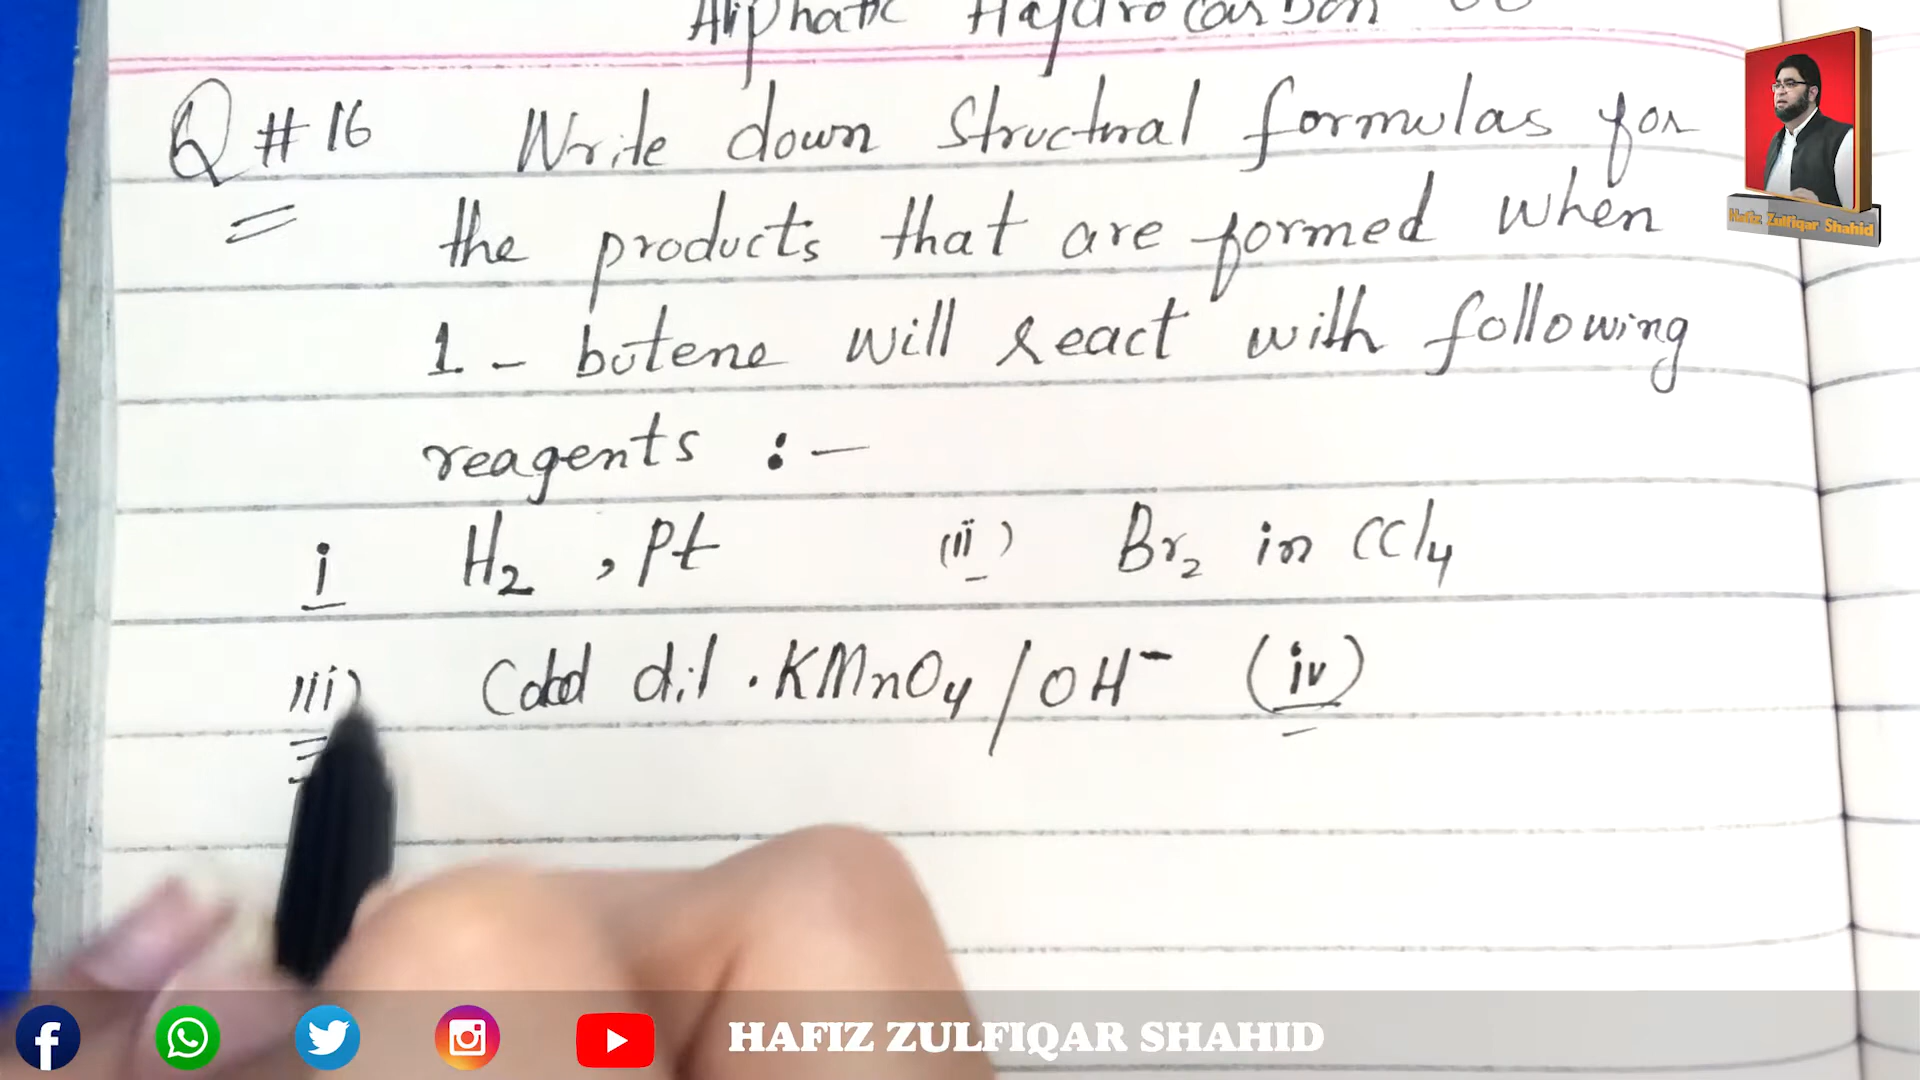 Aliphatic Hydrocarbon
Q # 16 Write down Structural formulas for
the products that are formed when
1 - butene will react with following
reagents :-
i H2 , Pt (ii) Br2 in CCl4
iii) Cold dil . KMnO4 / OH- (iv)
Hafiz Zulfiqar Shahid
HAFIZ ZULFIQAR SHAHID